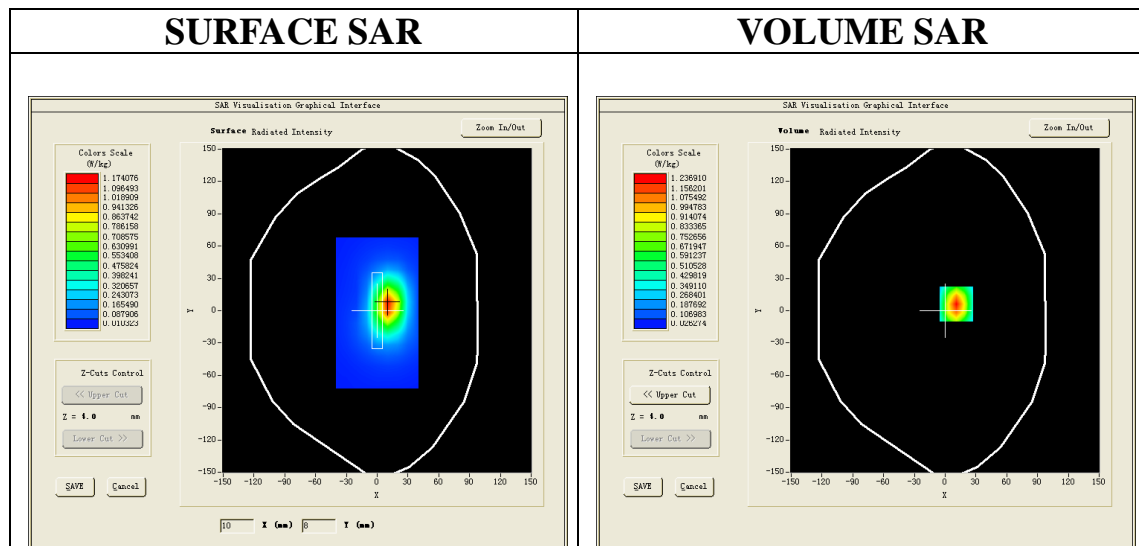 SURFACE SAR
VOLUME SAR
SAR Visualisation Graphical Interface
Surface Radiated Intensity
Zoom In/Out
Colors Scale
(W/kg)
1.174076
1.096493
1.018909
0.941326
0.863742
0.786158
0.708575
0.630991
0.553408
0.475824
0.398241
0.320657
0.243073
0.165490
0.087906
0.010323
Z-Cuts Control
<< Upper Cut
Z = 4.0 mm
Lower Cut >>
SAVE Cancel
150
120
90
60
30
0
-30
-60
-90
-120
-150
Y
-150 -120 -90 -60 -30 0 30 60 90 120 150
X
10 X (mm) 8 Y (mm)
SAR Visualisation Graphical Interface
Volume Radiated Intensity
Zoom In/Out
Colors Scale
(W/kg)
1.236910
1.156201
1.075492
0.994783
0.914074
0.833365
0.752656
0.671947
0.591237
0.510528
0.429819
0.349110
0.268401
0.187692
0.106983
0.026274
Z-Cuts Control
<< Upper Cut
Z = 4.0 mm
Lower Cut >>
SAVE Cancel
150
120
90
60
30
0
-30
-60
-90
-120
-150
Y
-150 -120 -90 -60 -30 0 30 60 90 120 150
X